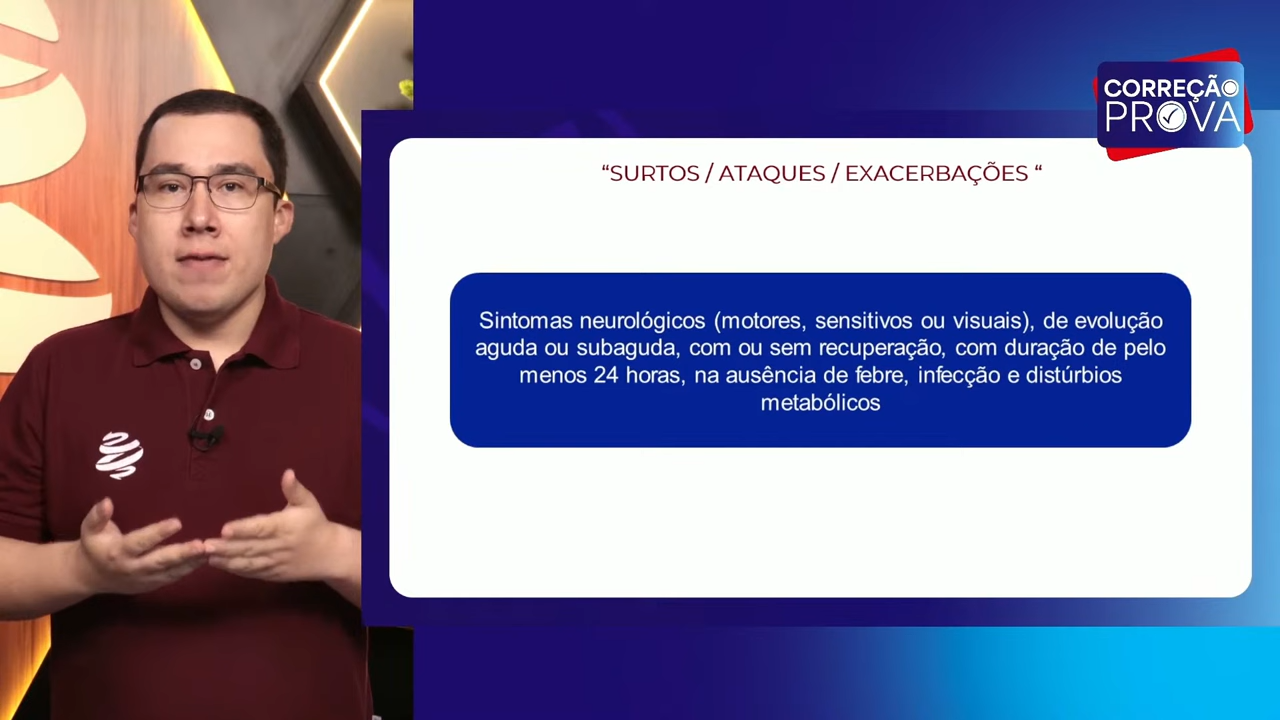 CORREÇÃO
PROVA
“SURTOS / ATAQUES / EXACERBAÇÕES “
Sintomas neurológicos (motores, sensitivos ou visuais), de evolução
aguda ou subaguda, com ou sem recuperação, com duração de pelo
menos 24 horas, na ausência de febre, infecção e distúrbios
metabólicos